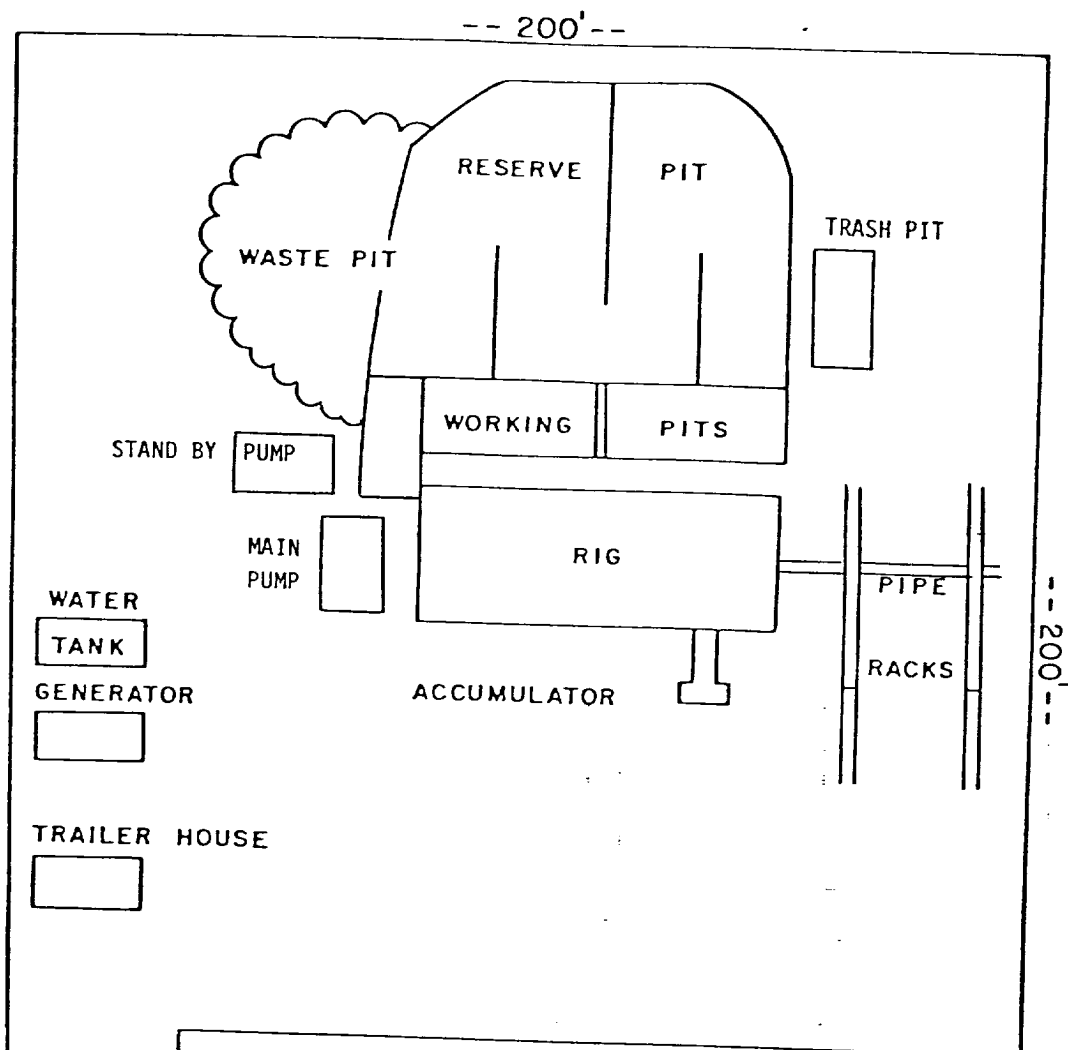 -- 200'--
RESERVE PIT
TRASH PIT
WASTE PIT
WORKING PITS
STAND BY PUMP
MAIN
PUMP
RIG
PIPE
RACKS
--200'--
WATER
TANK
GENERATOR
ACCUMULATOR
TRAILER HOUSE